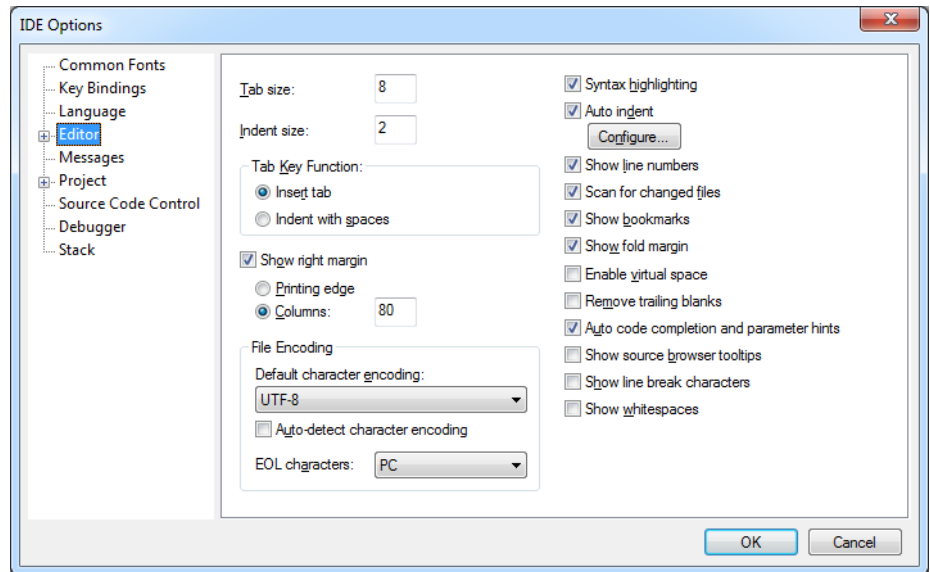 IDE Options
Common Fonts
Key Bindings
Language
Editor
Messages
Project
Source Code Control
Debugger
Stack
Tab size:
8
Indent size:
2
Tab Key Function:
Insert tab
Indent with spaces
Show right margin
Printing edge
Columns:
80
File Encoding
Default character encoding:
UTF-8
Auto-detect character encoding
EOL characters:
PC
Syntax highlighting
Auto indent
Configure...
Show line numbers
Scan for changed files
Show bookmarks
Show fold margin
Enable virtual space
Remove trailing blanks
Auto code completion and parameter hints
Show source browser tooltips
Show line break characters
Show whitespaces
OK
Cancel